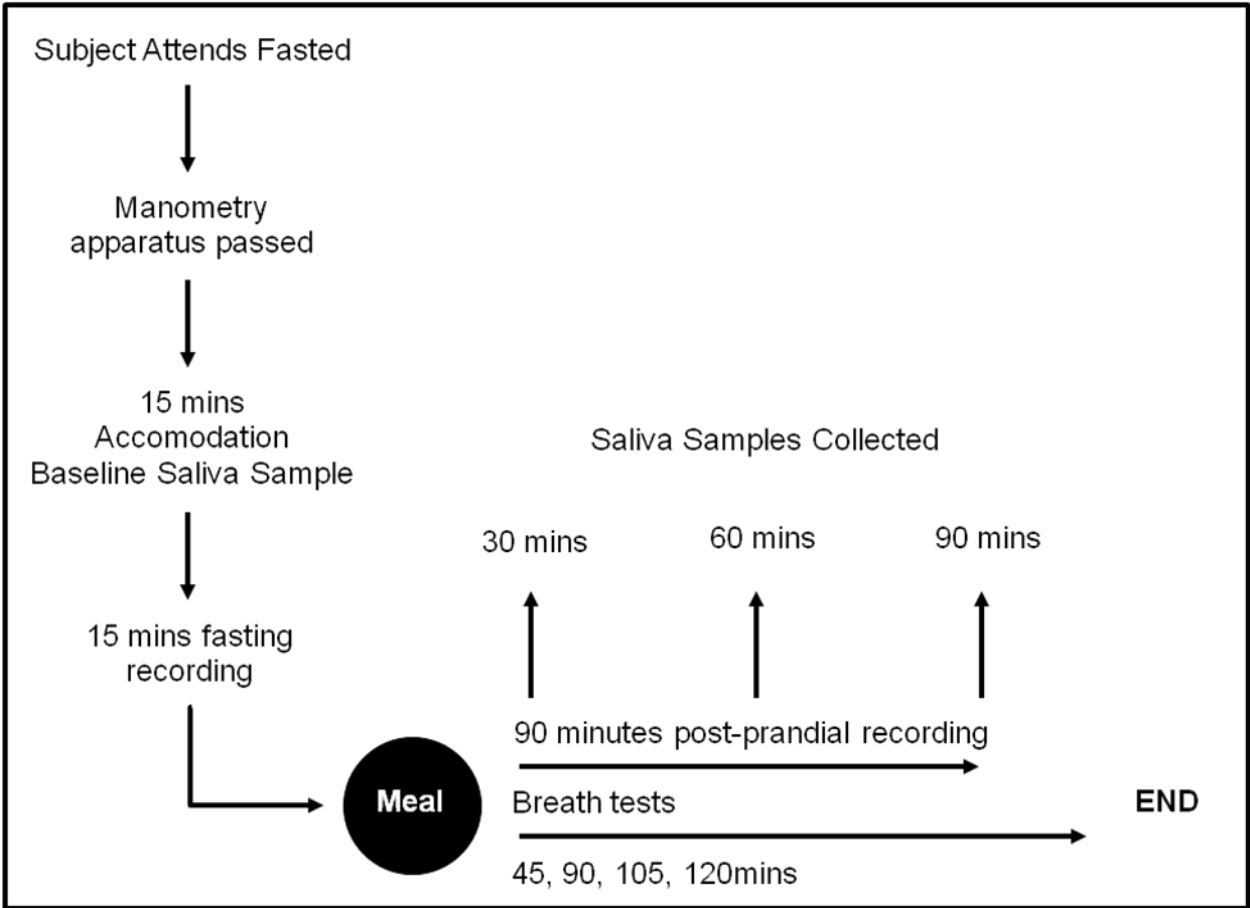 Subject Attends Fasted
Manometry
apparatus passed
15 mins
Accomodation
Baseline Saliva Sample
15 mins fasting
recording
Meal
Saliva Samples Collected
30 mins
60 mins
90 mins
90 minutes post-prandial recording
Breath tests
45, 90, 105, 120mins
END